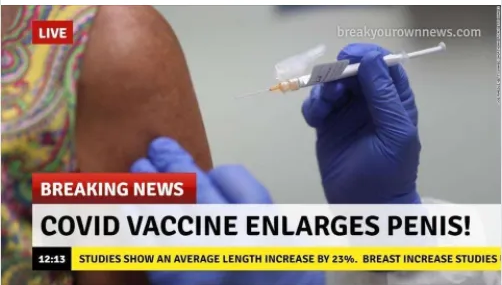 LIVE
breakyourownnews.com
BREAKING NEWS
COVID VACCINE ENLARGES PENIS!
12:13 STUDIES SHOW AN AVERAGE LENGTH INCREASE BY 23%. BREAST INCREASE STUDIES